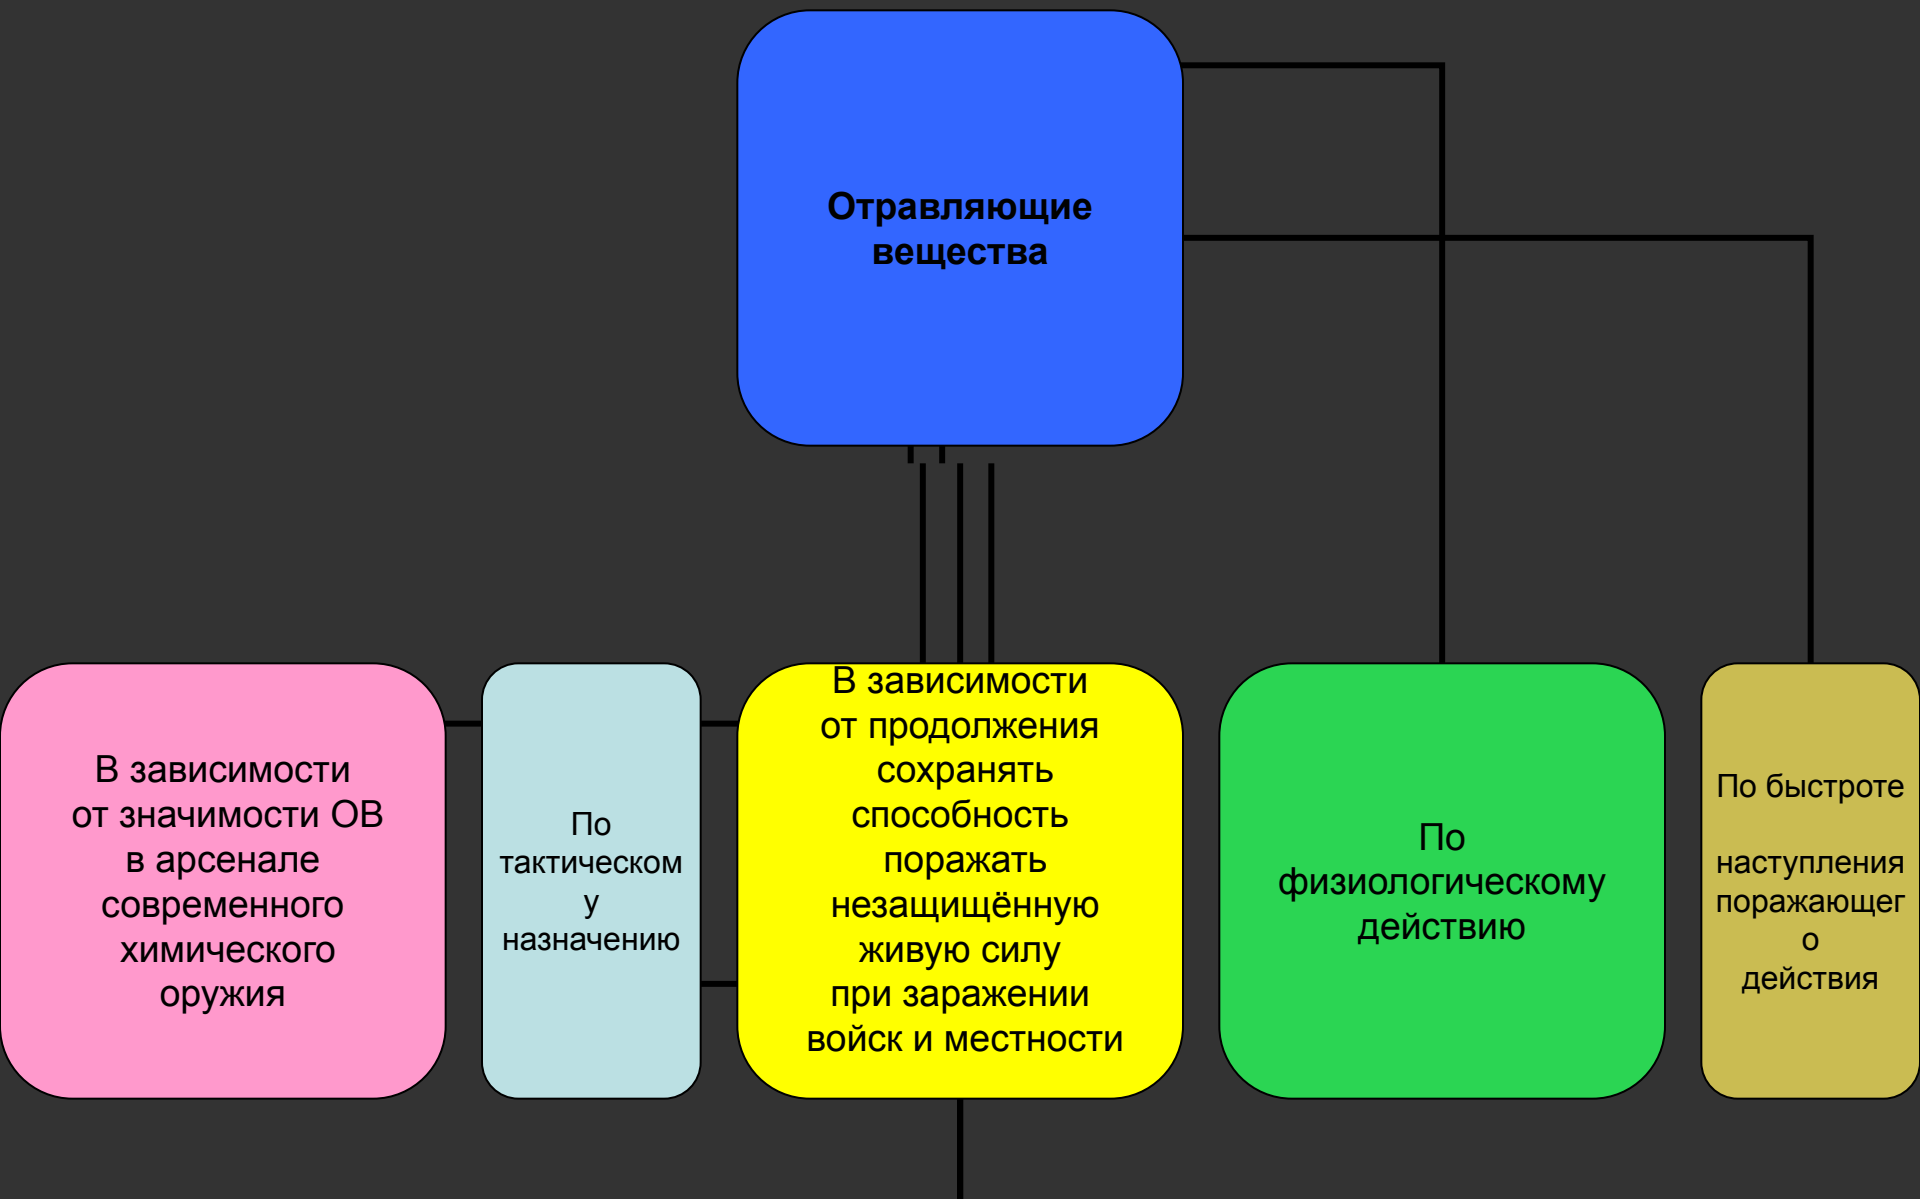 Отравляющие
вещества
В зависимости
от значимости ОВ
в арсенале
современного
химического
оружия
По
тактическом
у
назначению
В зависимости
от продолжения
сохранять
способность
поражать
незащищённую
живую силу
при заражении
войск и местности
По
физиологическому
действию
По быстроте
наступления
поражающег
о
действия